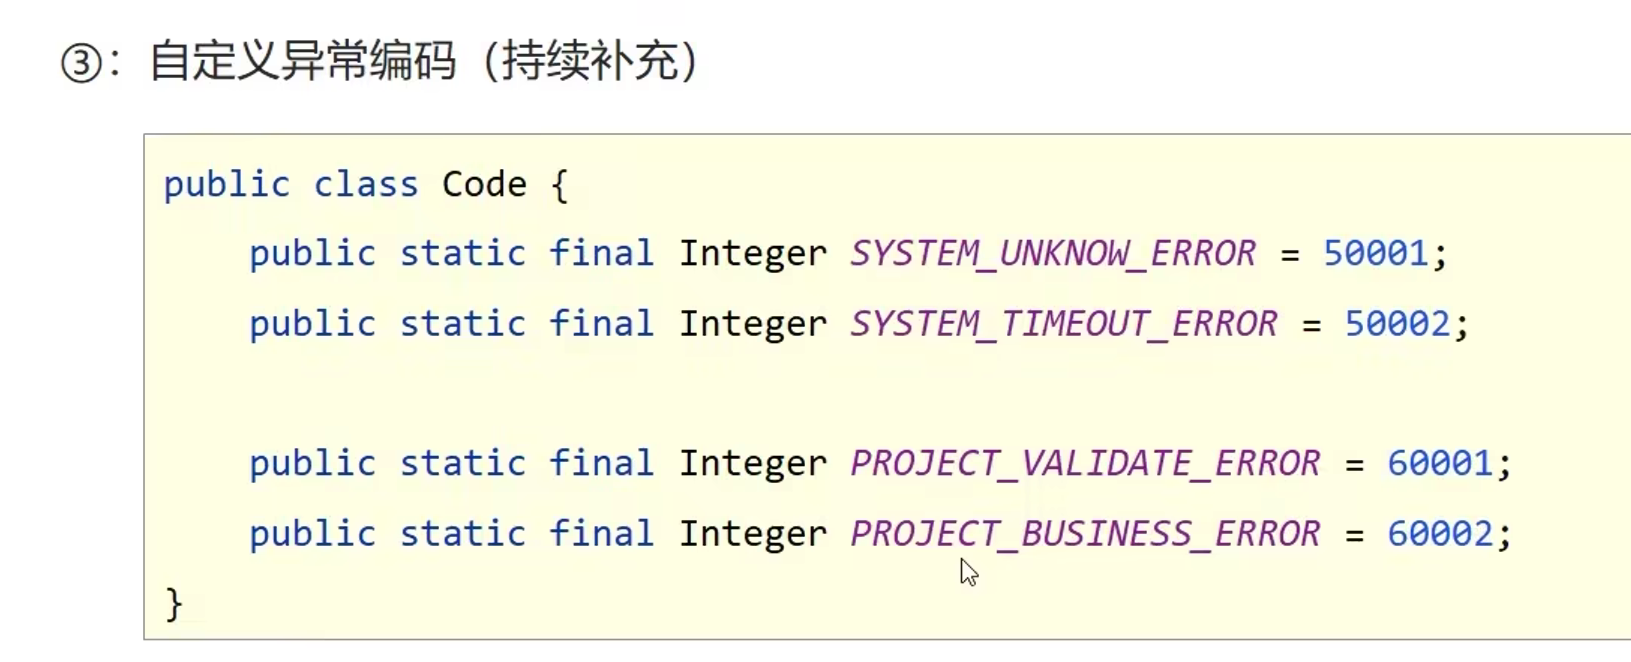 ③：自定义异常编码（持续补充）
public class Code {
    public static final Integer SYSTEM_UNKNOW_ERROR = 50001;
    public static final Integer SYSTEM_TIMEOUT_ERROR = 50002;
    public static final Integer PROJECT_VALIDATE_ERROR = 60001;
    public static final Integer PROJECT_BUSINESS_ERROR = 60002;
}